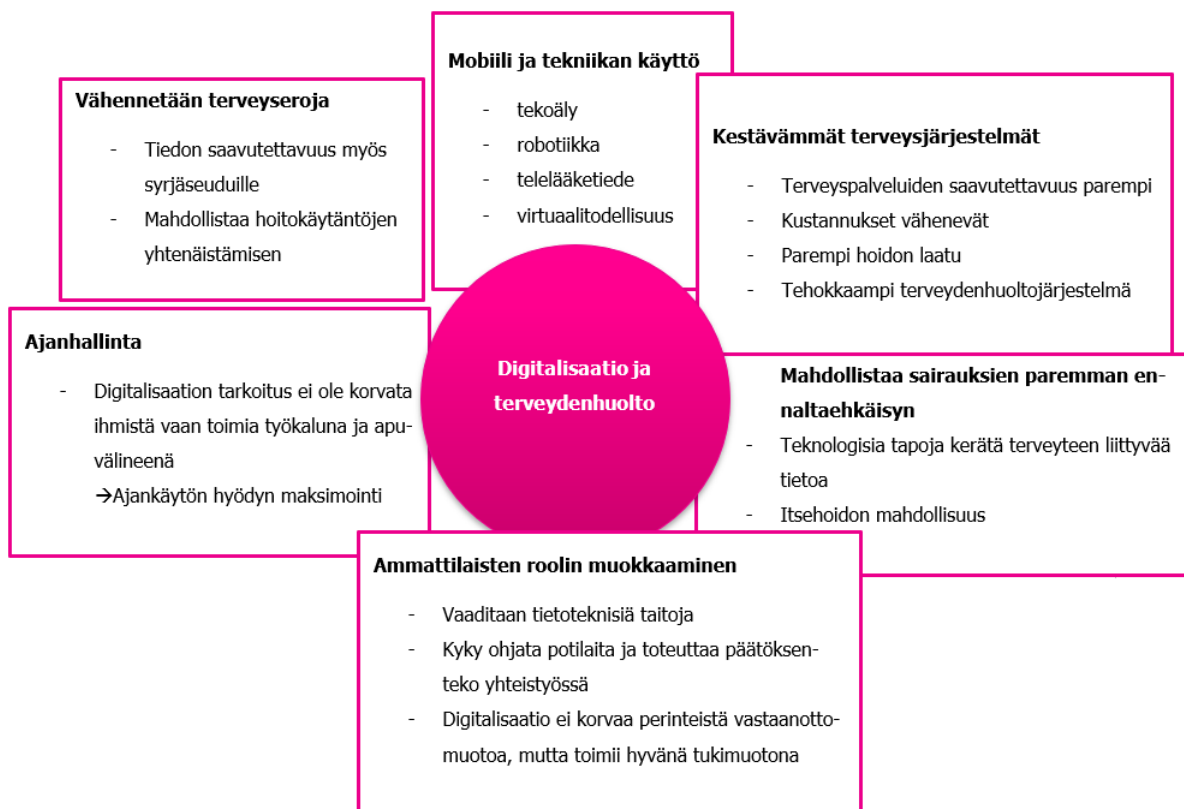 Mobiili ja tekniikan käyttö
- tekoäly
- robotiikka
- telelääketiede
- virtuaalitodellisuus
Vähennetään terveyseroja
- Tiedon saavutettavuus myös
syrjäseuduille
- Mahdollistaa hoitokäytäntöjen
yhtenäistämisen
Kestävämmät terveysjärjestelmät
- Terveyspalveluiden saavutettavuus parempi
- Kustannukset vähenevät
- Parempi hoidon laatu
- Tehokkaampi terveydenhuoltojärjestelmä
Ajanhallinta
- Digitalisaation tarkoitus ei ole korvata
ihmistä vaan toimia työkaluna ja apu-
välineenä
→Ajankäytön hyödyn maksimointi
Digitalisaatio ja
terveydenhuolto
Mahdollistaa sairauksien paremman en-
naltaehkäisyn
- Teknologisia tapoja kerätä terveyteen liittyvää
tietoa
- Itsehoidon mahdollisuus
Ammattilaisten roolin muokkaaminen
- Vaaditaan tietoteknisiä taitoja
- Kyky ohjata potilaita ja toteuttaa päätöksen-
teko yhteistyössä
- Digitalisaatio ei korvaa perinteistä vastaanotto-
muotoa, mutta toimii hyvänä tukimuotona